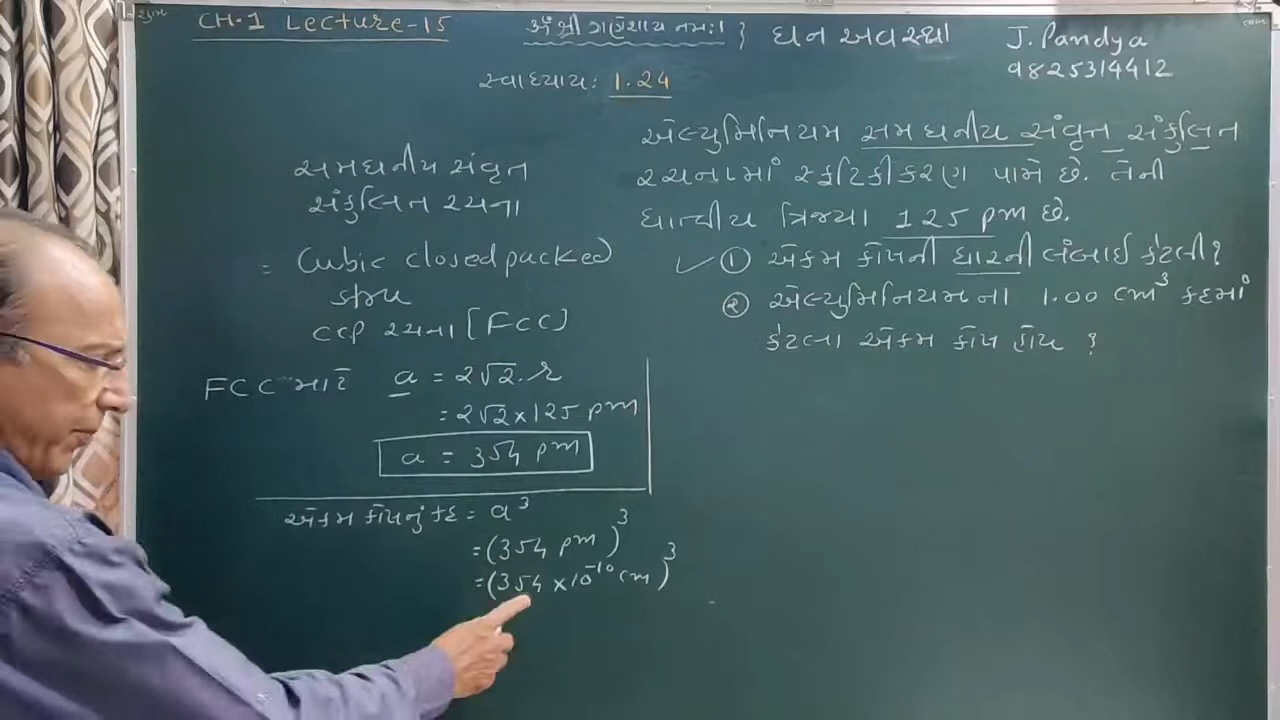 CH.1 Lecture-15
ૐ શ્રી ગણેશાય નમઃ। } ઘન અવસ્થા
J. Pandya
9825314412
સ્વાધ્યાય: 1.24
ઍલ્યુમિનિયમ સમઘનીય સંવૃત સંકુલિત
રચનામાં સ્ફટિકીકરણ પામે છે. તેની
ધાત્વીય ત્રિજ્યા 125 pm છે.
① એકમ કોષની ધારની લંબાઈ કેટલી?
② ઍલ્યુમિનિયમના 1.00 cm³ કદમાં
કેટલા એકમ કોષ હોય ?
સમઘનીય સંવૃત
સંકુલિત રચના
= Cubic closed packed
CCP રચના [FCC]
FCC માટે a = 2√2.r
= 2√2 × 125 pm
a = 354 pm
એકમ કોષનું કદ = a³
= (354 pm)³
= (354 × 10⁻¹⁰ cm)³